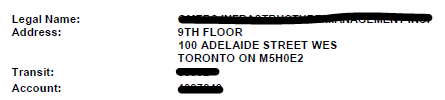 Legal Name:
Address: 9TH FLOOR
100 ADELAIDE STREET WES
TORONTO ON M5H0E2
Transit:
Account: